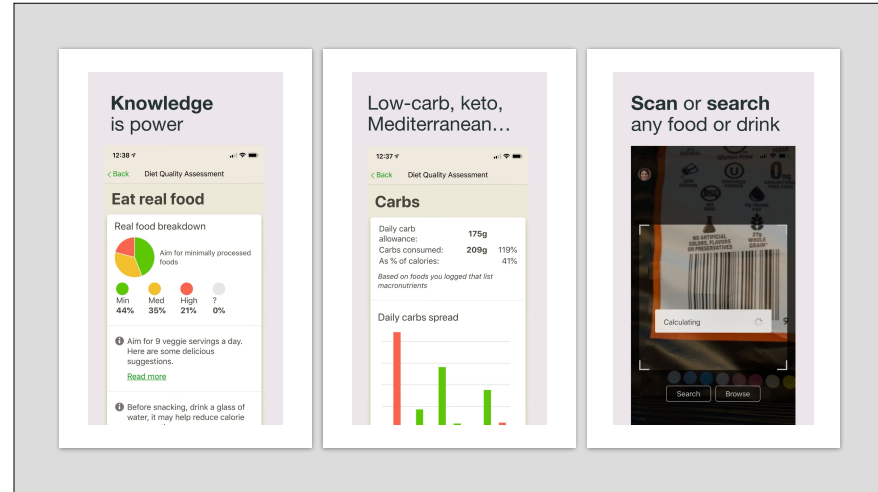 Knowledge
is power
12:38
Back
Diet Quality Assessment
Eat real food
Real food breakdown
Aim for minimally processed
foods
Min Med High ?
44% 35% 21% 0%
Aim for 9 veggie servings a day.
Here are some delicious
suggestions.
Read more
Before snacking, drink a glass of
water, it may help reduce calorie
Low-carb, keto,
Mediterranean…
12:37
Back
Diet Quality Assessment
Carbs
Daily carb
allowance: 175g
Carbs consumed: 209g 119%
As % of calories: 41%
Based on foods you logged that list
macronutrients
Daily carbs spread
Scan or search
any food or drink
Gluten-Free
0mg
NO ARTIFICIAL
COLORS, FLAVORS
OR PRESERVATIVES
27g
WHOLE
GRAIN*
Calculating
9
Search
Browse